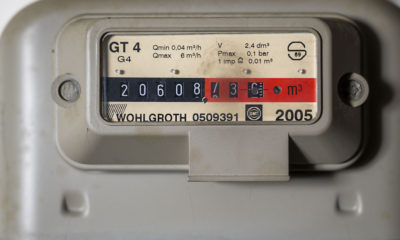 GT 4
G4
Qmin 0,04 m³/h
Qmax 6 m³/h
V 2,4 dm³
Pmax 0,1 bar
1 imp ≙ 0,01 m³
20608 m³
WOHLGROTH 0509391 2005